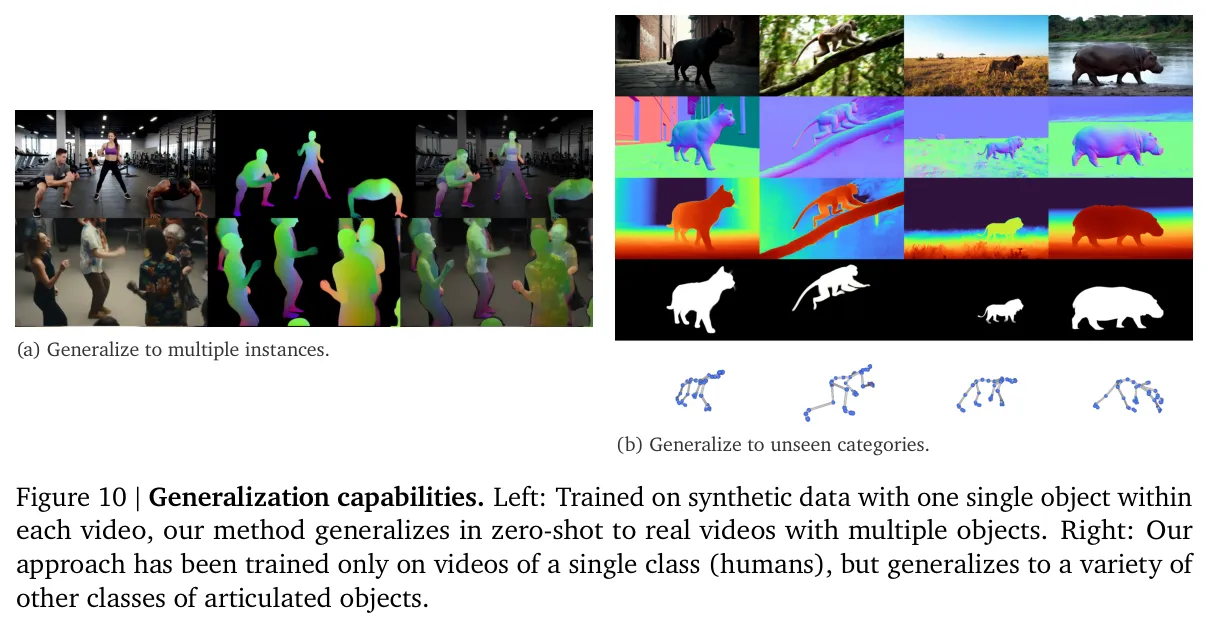 (a) Generalize to multiple instances.
(b) Generalize to unseen categories.
Figure 10 | Generalization capabilities. Left: Trained on synthetic data with one single object within
each video, our method generalizes in zero-shot to real videos with multiple objects. Right: Our
approach has been trained only on videos of a single class (humans), but generalizes to a variety of
other classes of articulated objects.